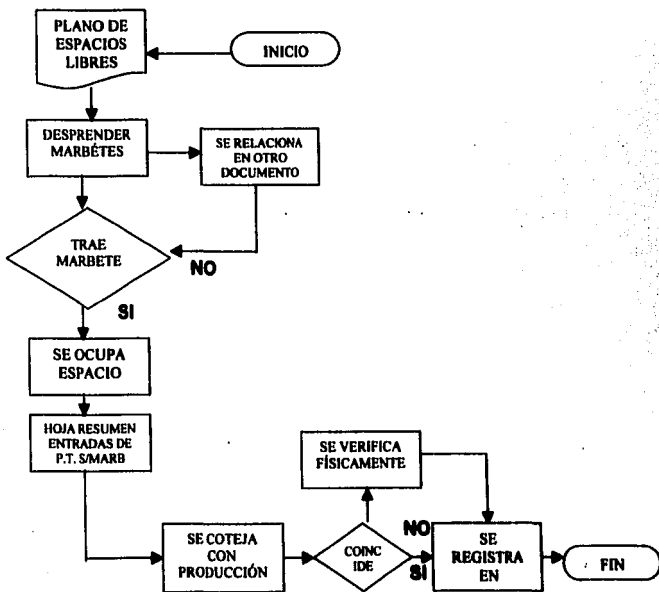 PLANO DE
ESPACIOS
LIBRES
INICIO
DESPRENDER
MARBÉTES
SE RELACIONA
EN OTRO
DOCUMENTO
TRAE
MARBETE
NO
SI
SE OCUPA
ESPACIO
HOJA RESUMEN
ENTRADAS DE
P.T. S/MARB
SE VERIFICA
FÍSICAMENTE
SE COTEJA
CON
PRODUCCIÓN
COINC
IDE
NO
SÍ
SE
REGISTRA
EN
FIN